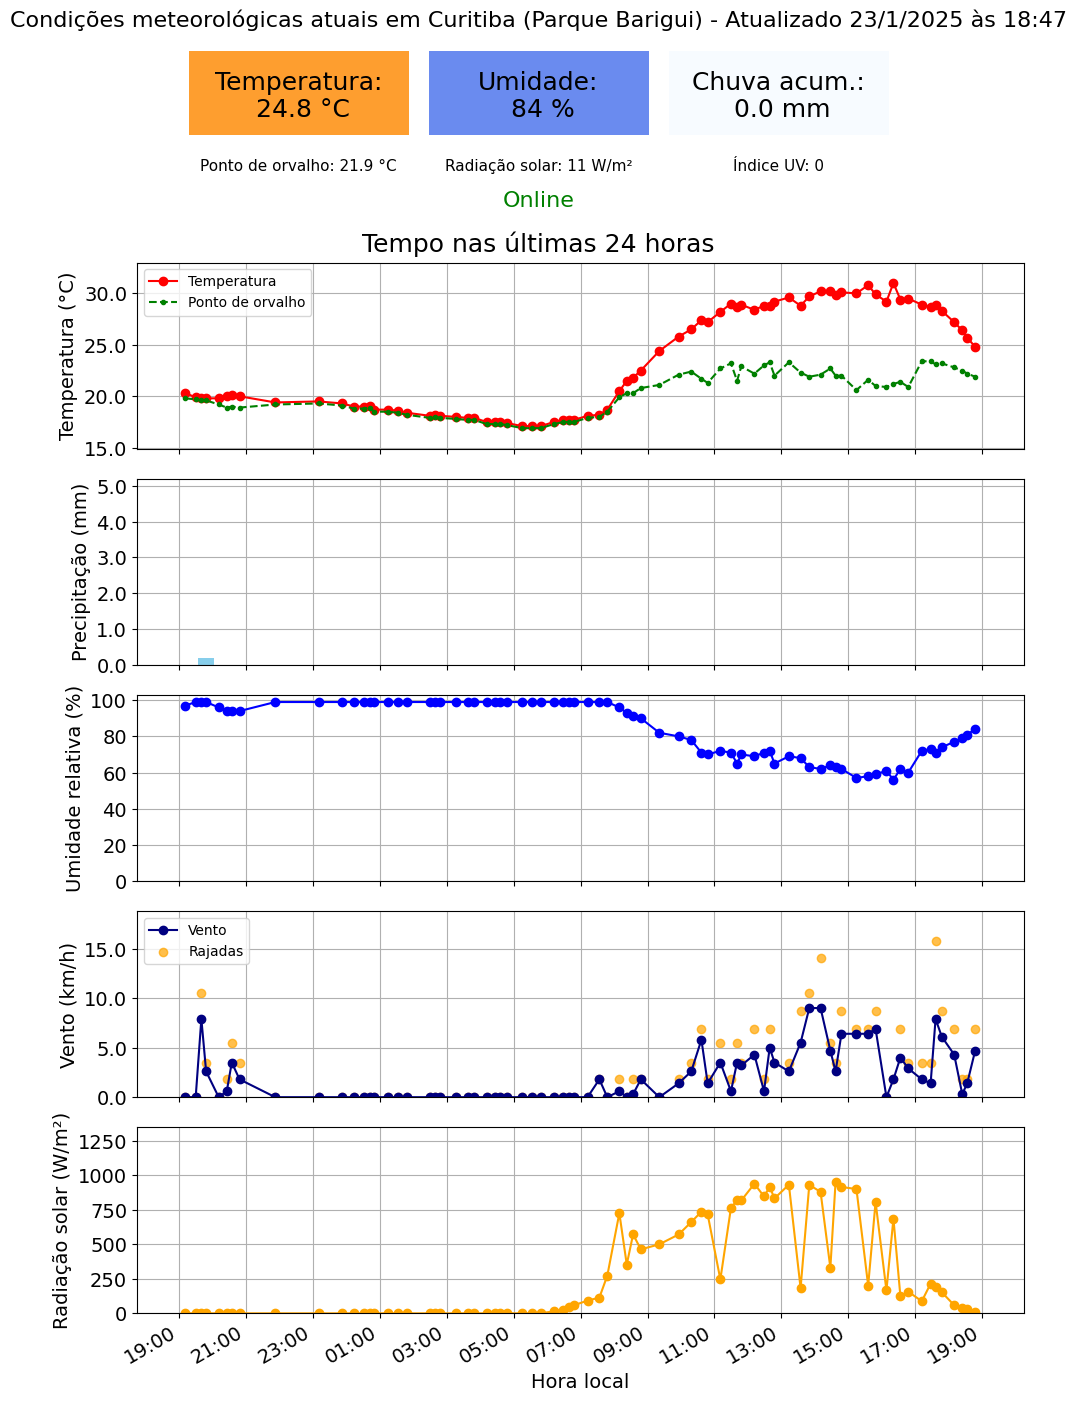 Condições meteorológicas atuais em Curitiba (Parque Barigui) - Atualizado 23/1/2025 às 18:47
Temperatura:
24.8 °C
Umidade:
84 %
Chuva acum.:
0.0 mm
Ponto de orvalho: 21.9 °C
Radiação solar: 11 W/m²
Índice UV: 0
Online
Tempo nas últimas 24 horas
Temperatura (°C)
30.0
25.0
20.0
15.0
Temperatura
Ponto de orvalho
Precipitação (mm)
5.0
4.0
3.0
2.0
1.0
0.0
Umidade relativa (%)
100
80
60
40
20
0
Vento (km/h)
15.0
10.0
5.0
0.0
Vento
Rajadas
Radiação solar (W/m²)
1250
1000
750
500
250
0
19:00
21:00
23:00
01:00
03:00
05:00
07:00
09:00
11:00
13:00
15:00
17:00
19:00
Hora local